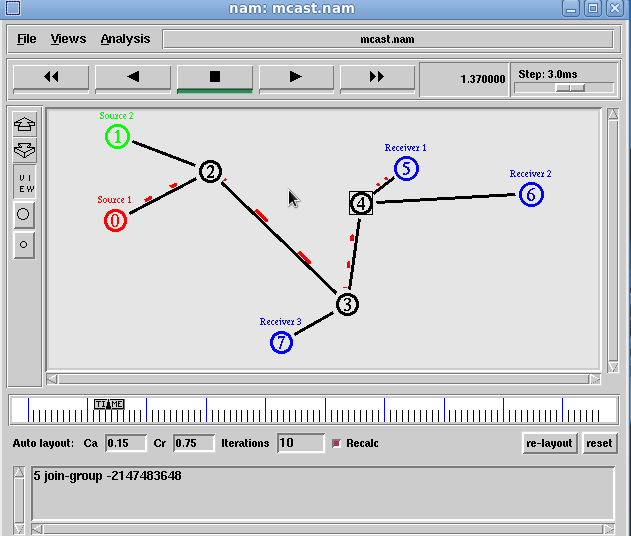 nam: mcast.nam
File Views Analysis mcast.nam
1.370000 Step: 3.0ms
Source 2
1
2
Receiver 1
5
Receiver 2
6
4
Source 1
0
3
Receiver 3
7
VIEW
TIME
Auto layout: Ca 0.15 Cr 0.75 Iterations 10 Recalc re-layout reset
5 join-group -2147483648